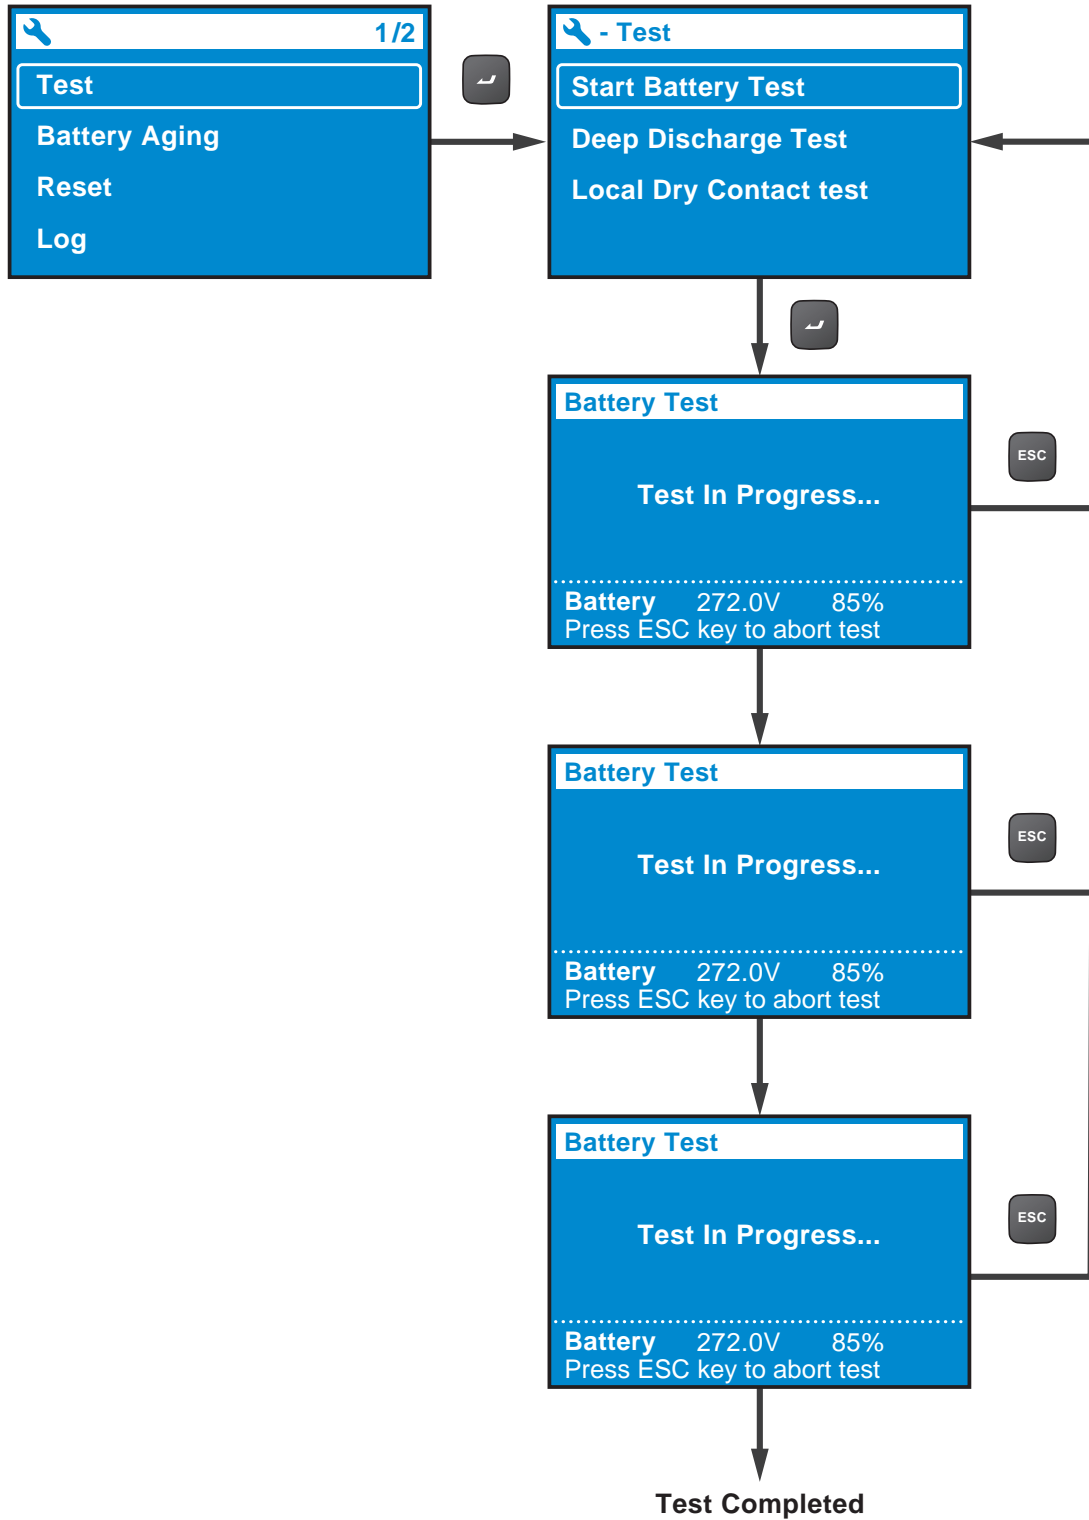 1/2
Test
Battery Aging
Reset
Log
- Test
Start Battery Test
Deep Discharge Test
Local Dry Contact test
Battery Test
Test In Progress...
Battery 272.0V 85%
Press ESC key to abort test
ESC
Battery Test
Test In Progress...
Battery 272.0V 85%
Press ESC key to abort test
ESC
Battery Test
Test In Progress...
Battery 272.0V 85%
Press ESC key to abort test
ESC
Test Completed